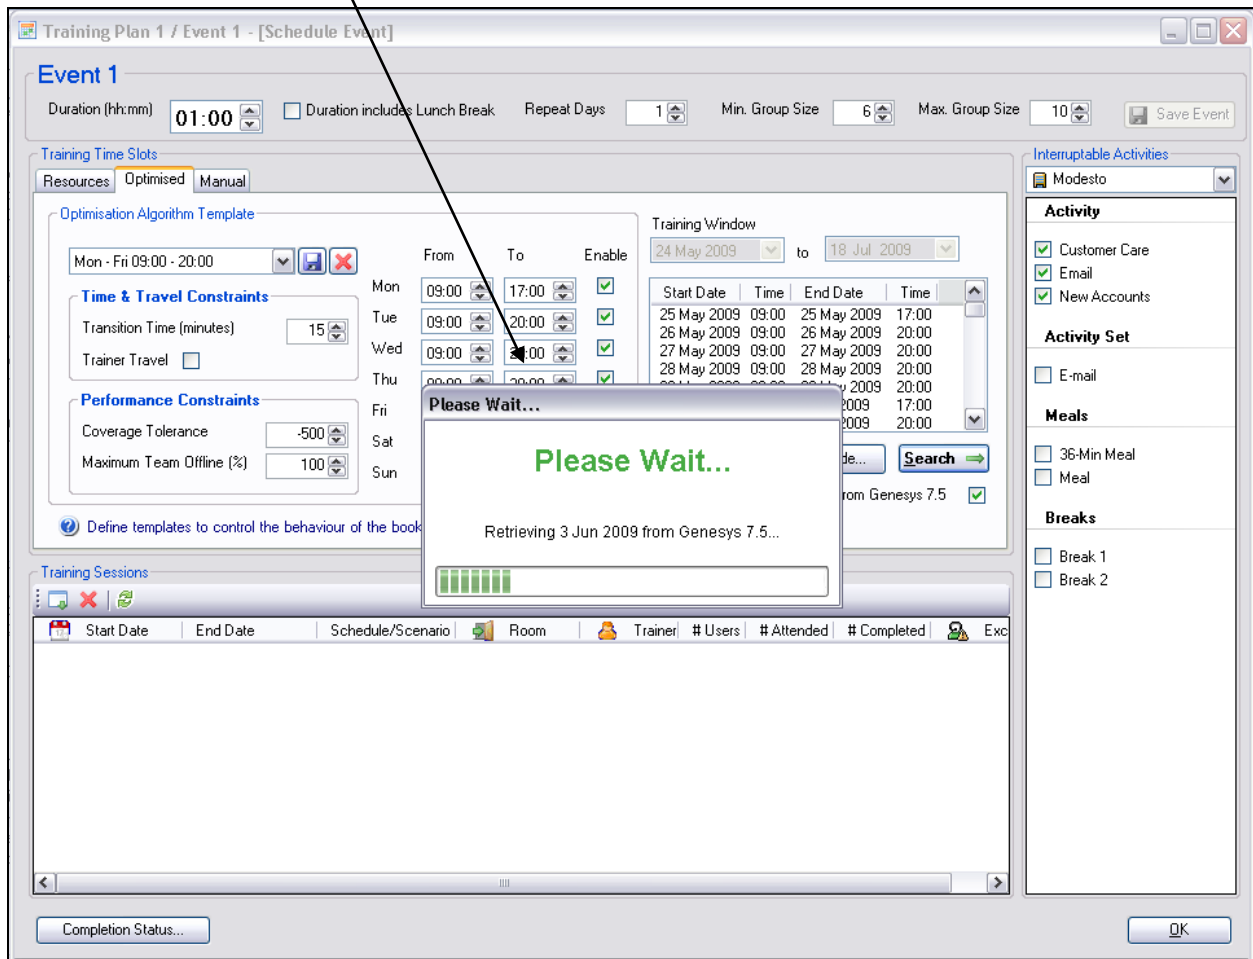 Training Plan 1 / Event 1 - [Schedule Event]
Event 1
Duration (hh:mm) 01:00 Duration includes Lunch Break Repeat Days 1 Min. Group Size 6 Max. Group Size 10 Save Event
Training Time Slots
Resources Optimised Manual
Optimisation Algorithm Template
Mon - Fri 09:00 - 20:00
Time & Travel Constraints
Transition Time (minutes) 15
Trainer Travel
Performance Constraints
Coverage Tolerance -500
Maximum Team Offline (%) 100
Define templates to control the behaviour of the book
From To Enable
Mon 09:00 17:00
Tue 09:00 20:00
Wed 09:00 :00
Thu
Fri
Sat
Sun
Training Window
24 May 2009 to 18 Jul 2009
Start Date Time End Date Time
25 May 2009 09:00 25 May 2009 17:00
26 May 2009 09:00 26 May 2009 20:00
27 May 2009 09:00 27 May 2009 20:00
28 May 2009 09:00 28 May 2009 20:00
2009 20:00
2009 17:00
2009 20:00
de... Search
rom Genesys 7.5
Please Wait...
Please Wait...
Retrieving 3 Jun 2009 from Genesys 7.5...
Interruptable Activities
Modesto
Activity
Customer Care
Email
New Accounts
Activity Set
E-mail
Meals
36-Min Meal
Meal
Breaks
Break 1
Break 2
Training Sessions
Start Date End Date Schedule/Scenario Room Trainer # Users # Attended # Completed Exc
Completion Status...
OK